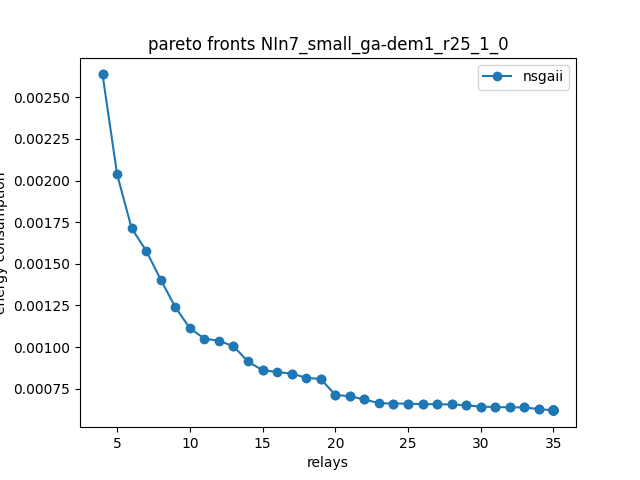 pareto fronts NIn7_small_ga-dem1_r25_1_0
nsgaii
0.00250
0.00225
0.00200
0.00175
0.00150
0.00125
0.00100
0.00075
energy consumption
5 10 15 20 25 30 35
relays